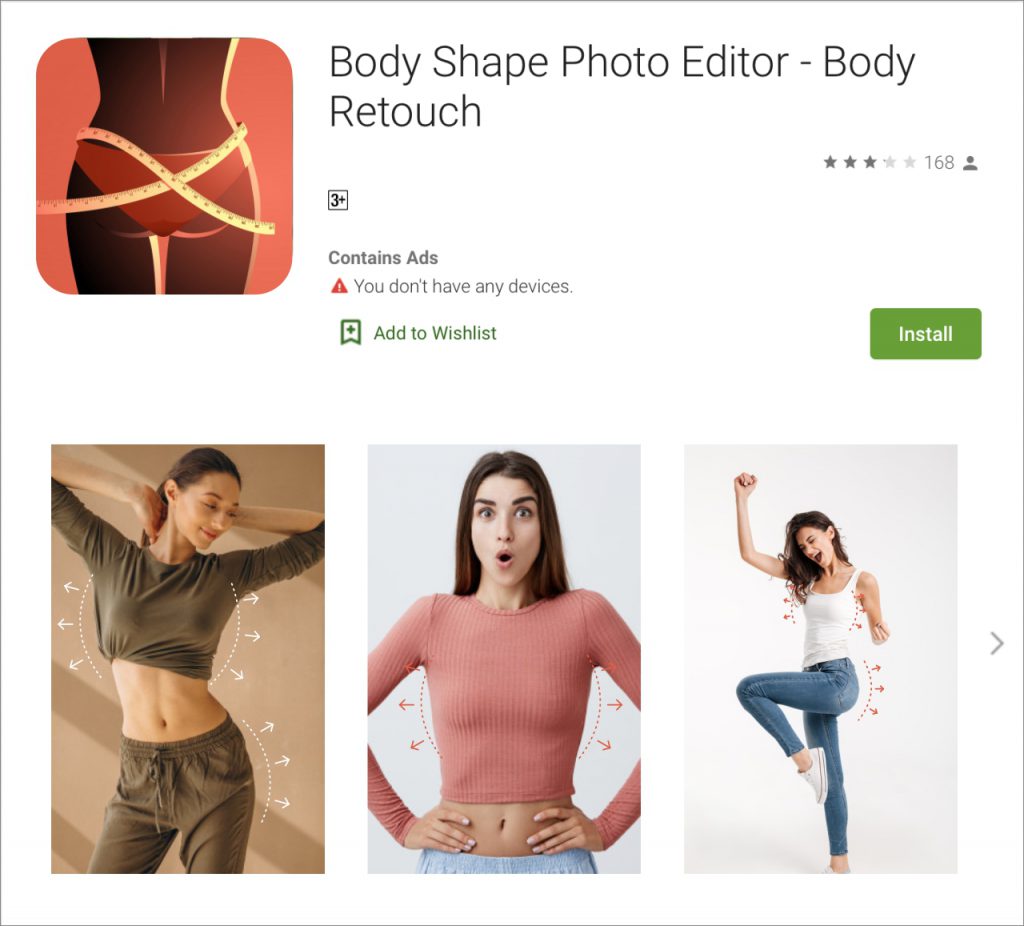 Body Shape Photo Editor - Body
Retouch
168
3+
Contains Ads
You don't have any devices.
Add to Wishlist
Install